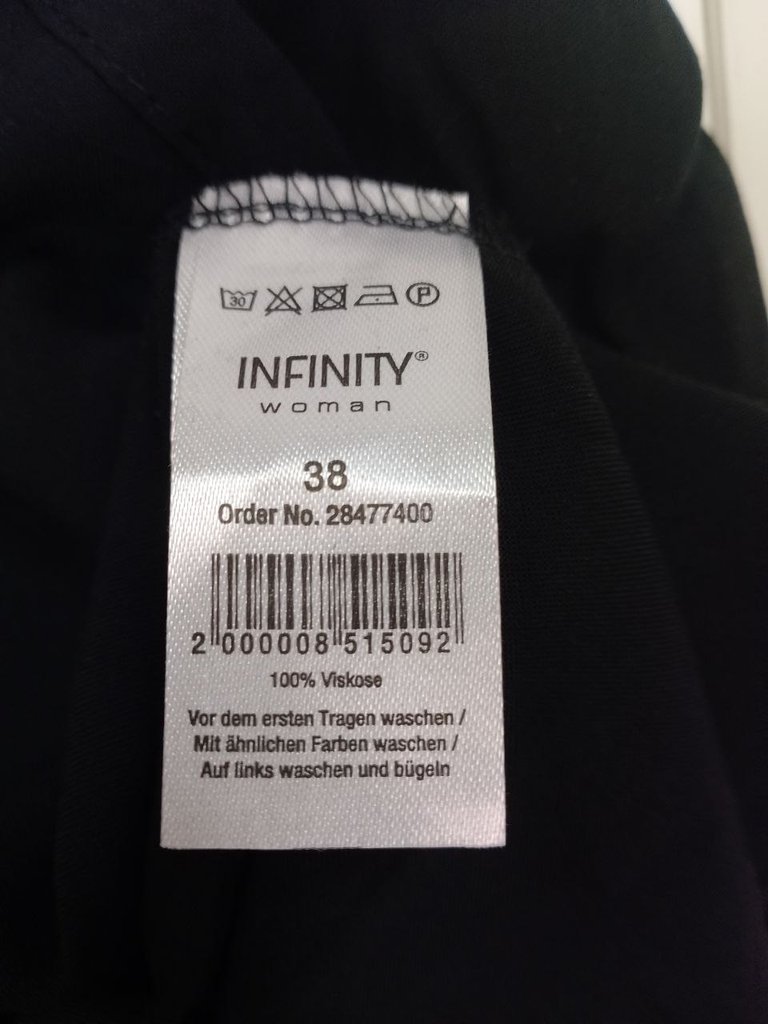 30 P
INFINITY®
woman
38
Order No. 28477400
2 000008 515092
100% Viskose
Vor dem ersten Tragen waschen /
Mit ähnlichen Farben waschen /
Auf links waschen und bügeln